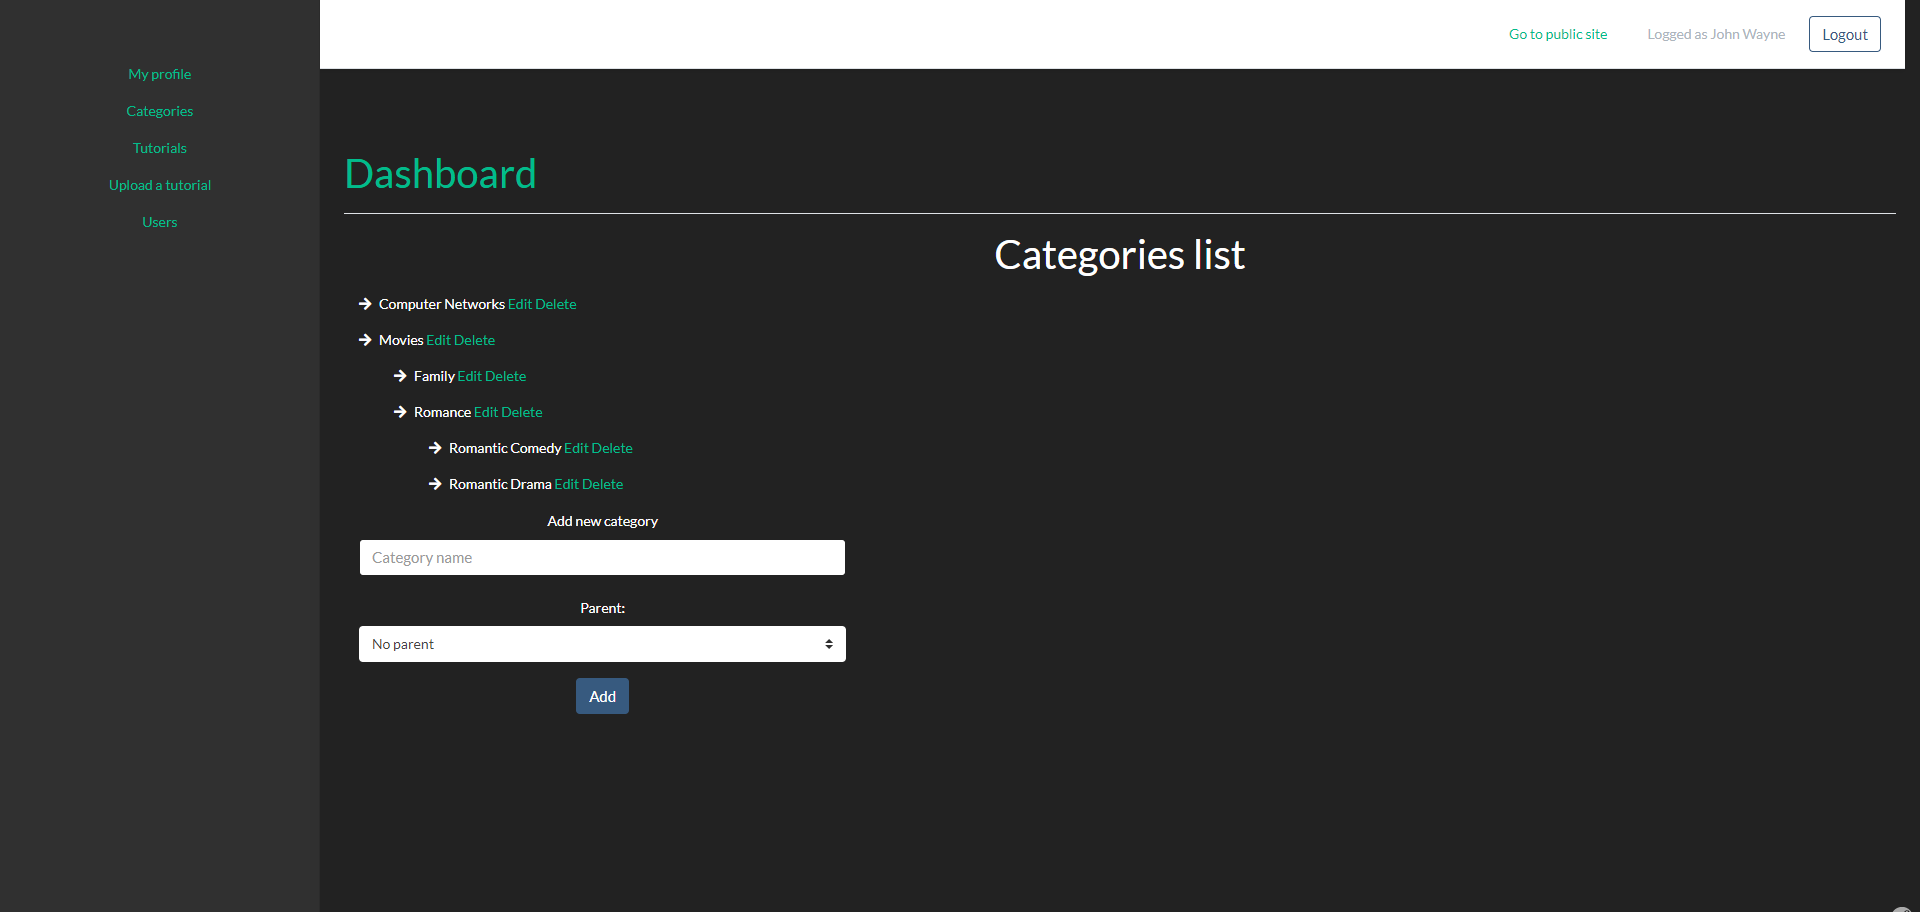 Go to public site
Logged as John Wayne
Logout
My profile
Categories
Tutorials
Upload a tutorial
Users
Dashboard
Categories list
Computer Networks Edit Delete
Movies Edit Delete
Family Edit Delete
Romance Edit Delete
Romantic Comedy Edit Delete
Romantic Drama Edit Delete
Add new category
Category name
Parent:
No parent
Add